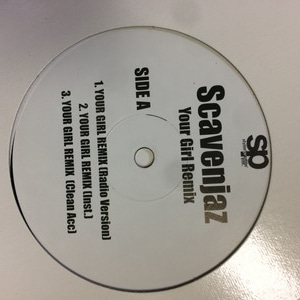 sp
Scavenjaz
Your Girl Remix
SIDE A
1. YOUR GIRL REMIX (Radio Version)
2. YOUR GIRL REMIX (Inst.)
3. YOUR GIRL REMIX (Clean Acc)